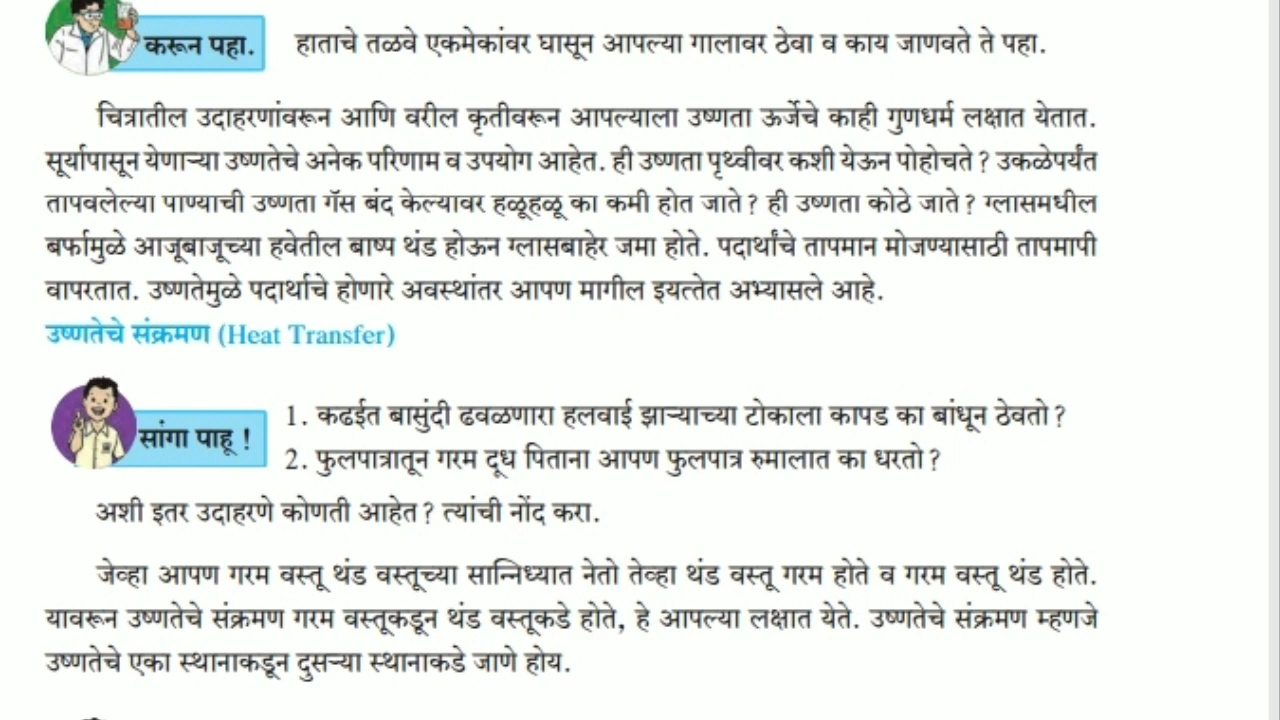 करून पहा.
हाताचे तळवे एकमेकांवर घासून आपल्या गालावर ठेवा व काय जाणवते ते पहा.
चित्रातील उदाहरणांवरून आणि वरील कृतीवरून आपल्याला उष्णता ऊर्जेचे काही गुणधर्म लक्षात येतात.
सूर्यापासून येणाऱ्या उष्णतेचे अनेक परिणाम व उपयोग आहेत. ही उष्णता पृथ्वीवर कशी येऊन पोहोचते ? उकळेपर्यंत
तापवलेल्या पाण्याची उष्णता गॅस बंद केल्यावर हळूहळू का कमी होत जाते ? ही उष्णता कोठे जाते ? ग्लासमधील
बर्फामुळे आजूबाजूच्या हवेतील बाष्प थंड होऊन ग्लासबाहेर जमा होते. पदार्थांचे तापमान मोजण्यासाठी तापमापी
वापरतात. उष्णतेमुळे पदार्थाचे होणारे अवस्थांतर आपण मागील इयत्तेत अभ्यासले आहे.
उष्णतेचे संक्रमण (Heat Transfer)
सांगा पाहू !
1. कढईत बासुंदी ढवळणारा हलवाई झाऱ्याच्या टोकाला कापड का बांधून ठेवतो ?
2. फुलपात्रातून गरम दूध पिताना आपण फुलपात्र रुमालात का धरतो ?
अशी इतर उदाहरणे कोणती आहेत ? त्यांची नोंद करा.
जेव्हा आपण गरम वस्तू थंड वस्तूच्या सान्निध्यात नेतो तेव्हा थंड वस्तू गरम होते व गरम वस्तू थंड होते.
यावरून उष्णतेचे संक्रमण गरम वस्तूकडून थंड वस्तूकडे होते, हे आपल्या लक्षात येते. उष्णतेचे संक्रमण म्हणजे
उष्णतेचे एका स्थानाकडून दुसऱ्या स्थानाकडे जाणे होय.